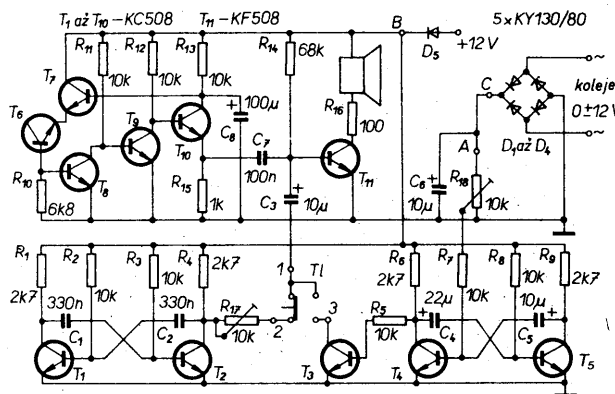 T1 až T10 – KC508
T11 – KF508
B
5 x KY130/80
R11
R12
R13
R14
D5
+12V
T7
10k
10k
10k
68k
C
~
koleje
0±12V
~
T6
100μ
C8
R16
100
T9
T10
C7
100n
D1 až D4
A
R10
T8
R15
T11
C6
R18
6k8
1k
C3
10μ
10μ
10k
R1
R2
R3
R4
1
Tl
R6
R7
R8
R9
2k7
10k
10k
2k7
2k7
10k
10k
2k7
330n
330n
R17
R5
22μ
10μ
C1
C2
10k
2
3
10k
C4
C5
T1
T2
T3
T4
T5